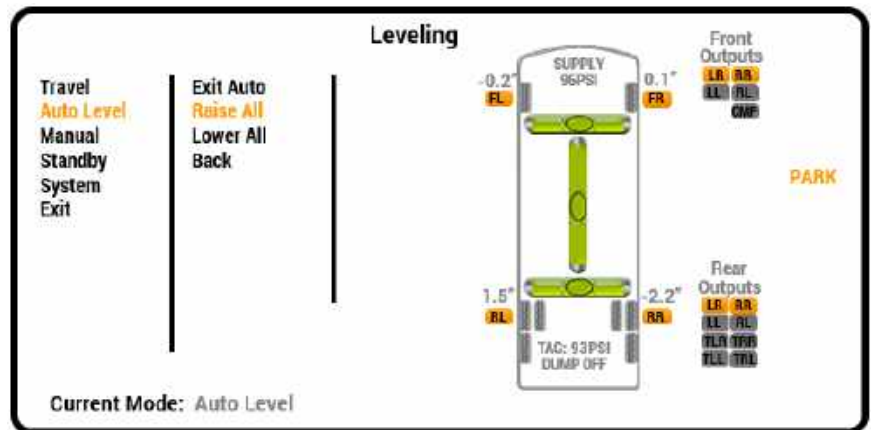 Leveling
Travel
Auto Level
Manual
Standby
System
Exit
Exit Auto
Raise All
Lower All
Back
SUPPLY
96PSI
-0.2"
FL
0.1"
FR
Front
Outputs
LR RR
LL RL
CMP
PARK
1.5"
RL
-2.2"
RR
TAC: 93PSI
DUMP OFF
Rear
Outputs
LR RR
LL RL
TLR TRR
TLL TRL
Current Mode: Auto Level